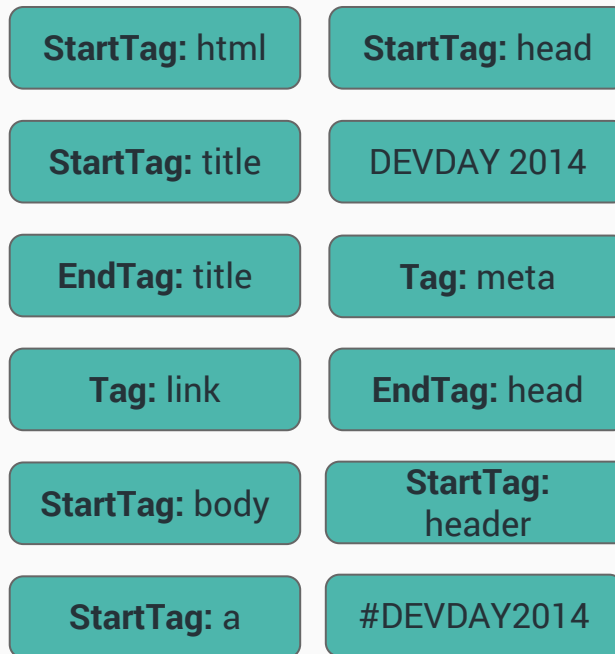 StartTag: html
StartTag: head
StartTag: title
DEVDAY 2014
EndTag: title
Tag: meta
Tag: link
EndTag: head
StartTag: body
StartTag:
header
StartTag: a
#DEVDAY2014